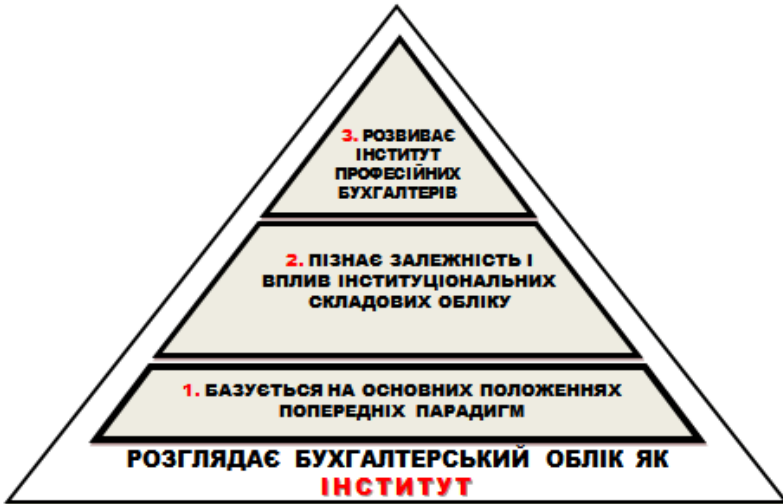 3. РОЗВИВАЄ
ІНСТИТУТ
ПРОФЕСІЙНИХ
БУХГАЛТЕРІВ
2. ПІЗНАЄ ЗАЛЕЖНІСТЬ І
ВПЛИВ ІНСТИТУЦІОНАЛЬНИХ
СКЛАДОВИХ ОБЛІКУ
1. БАЗУЄТЬСЯ НА ОСНОВНИХ ПОЛОЖЕННЯХ
ПОПЕРЕДНІХ ПАРАДИГМ
РОЗГЛЯДАЄ БУХГАЛТЕРСЬКИЙ ОБЛІК ЯК
ІНСТИТУТ